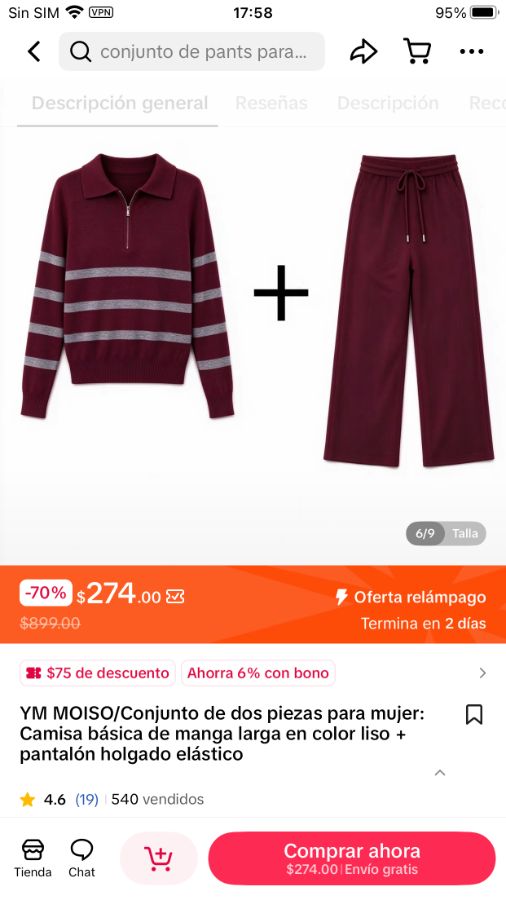 Sin SIM VPN 17:58 95%
conjunto de pants para...
Descripción general Reseñas Descripción Reco
6/9 Talla
-70% $274.00 Oferta relámpago
$899.00 Termina en 2 días
$75 de descuento Ahorra 6% con bono
YM MOISO/Conjunto de dos piezas para mujer:
Camisa básica de manga larga en color liso +
pantalón holgado elástico
4.6 (19) 540 vendidos
Tienda Chat
Comprar ahora
$274.00 | Envío gratis